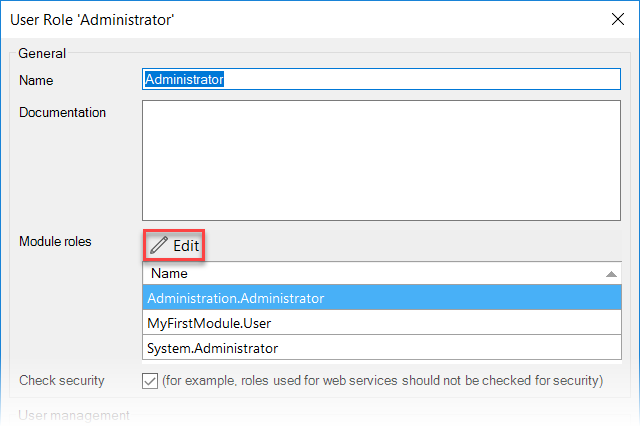 User Role 'Administrator'
General
Name
Administrator
Documentation
Module roles
Edit
Name
Administration.Administrator
MyFirstModule.User
System.Administrator
Check security
(for example, roles used for web services should not be checked for security)
User management